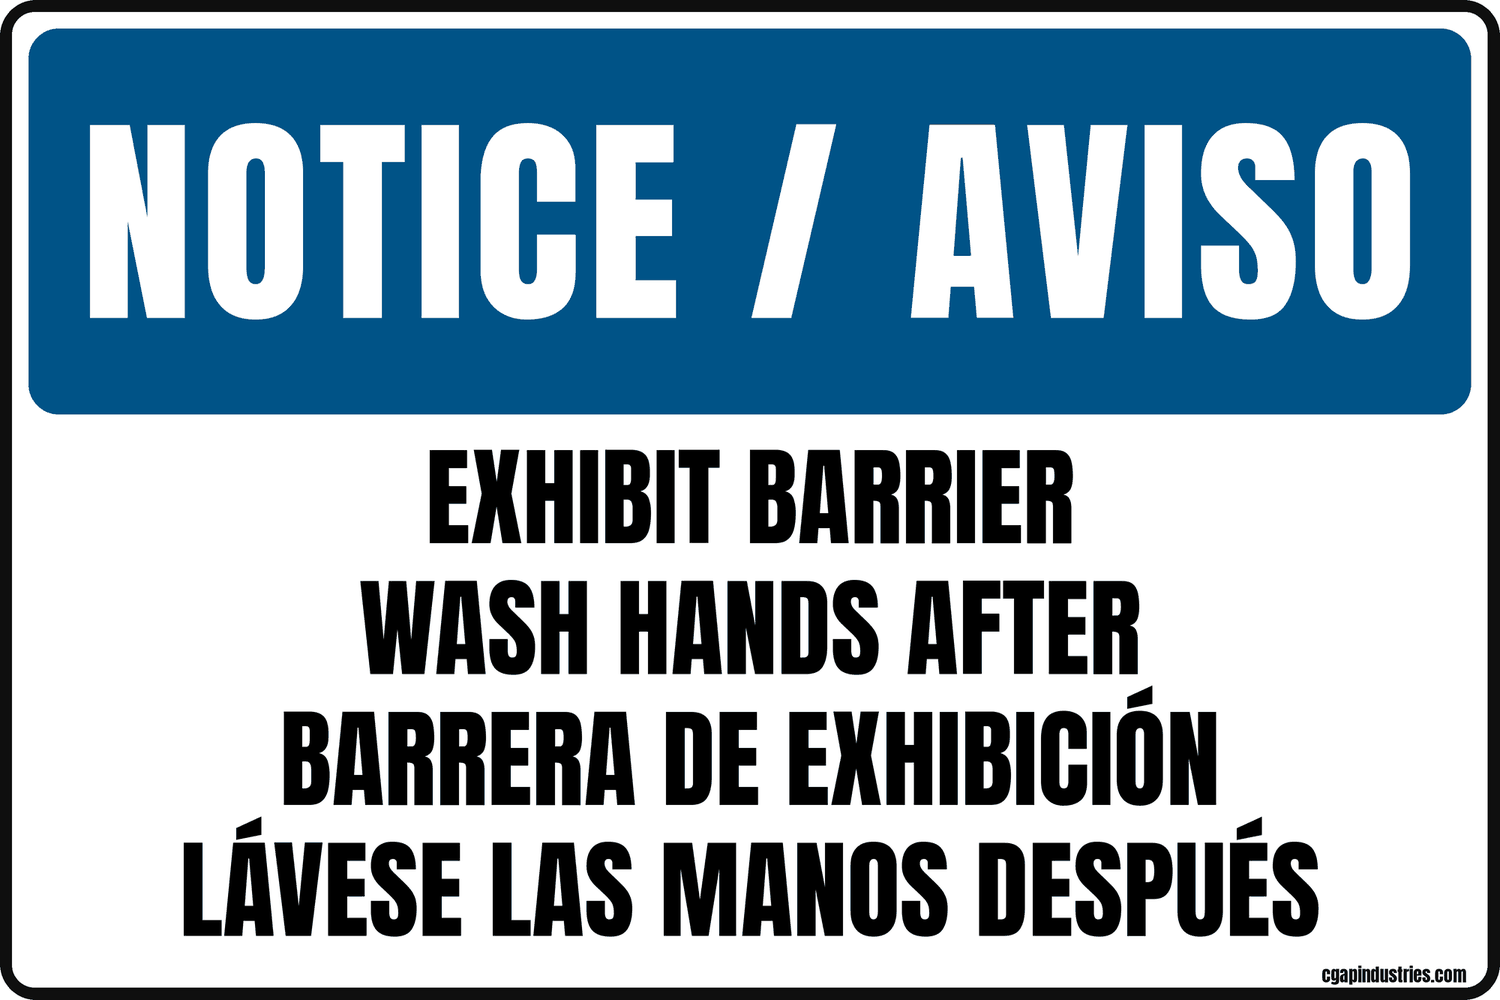 NOTICE / AVISO
EXHIBIT BARRIER
WASH HANDS AFTER
BARRERA DE EXHIBICIÓN
LÁVESE LAS MANOS DESPUÉS
cgapindustries.com